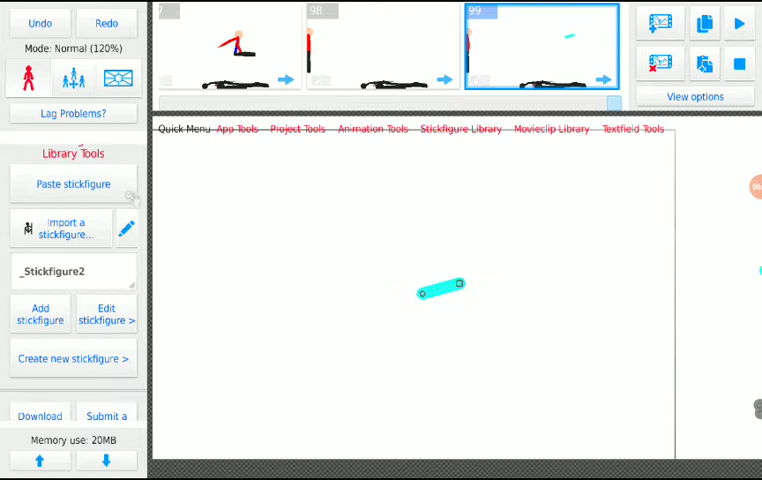 Undo
Redo
Mode: Normal (120%)
Lag Problems?
98
99
View options
Quick Menu App Tools Project Tools Animation Tools Stickfigure Library Movieclip Library Textfield Tools
Library Tools
Paste stickfigure
Import a
stickfigure...
_Stickfigure2
Add
stickfigure
Edit
stickfigure >
Create new stickfigure >
Download
Submit a
Memory use: 20MB